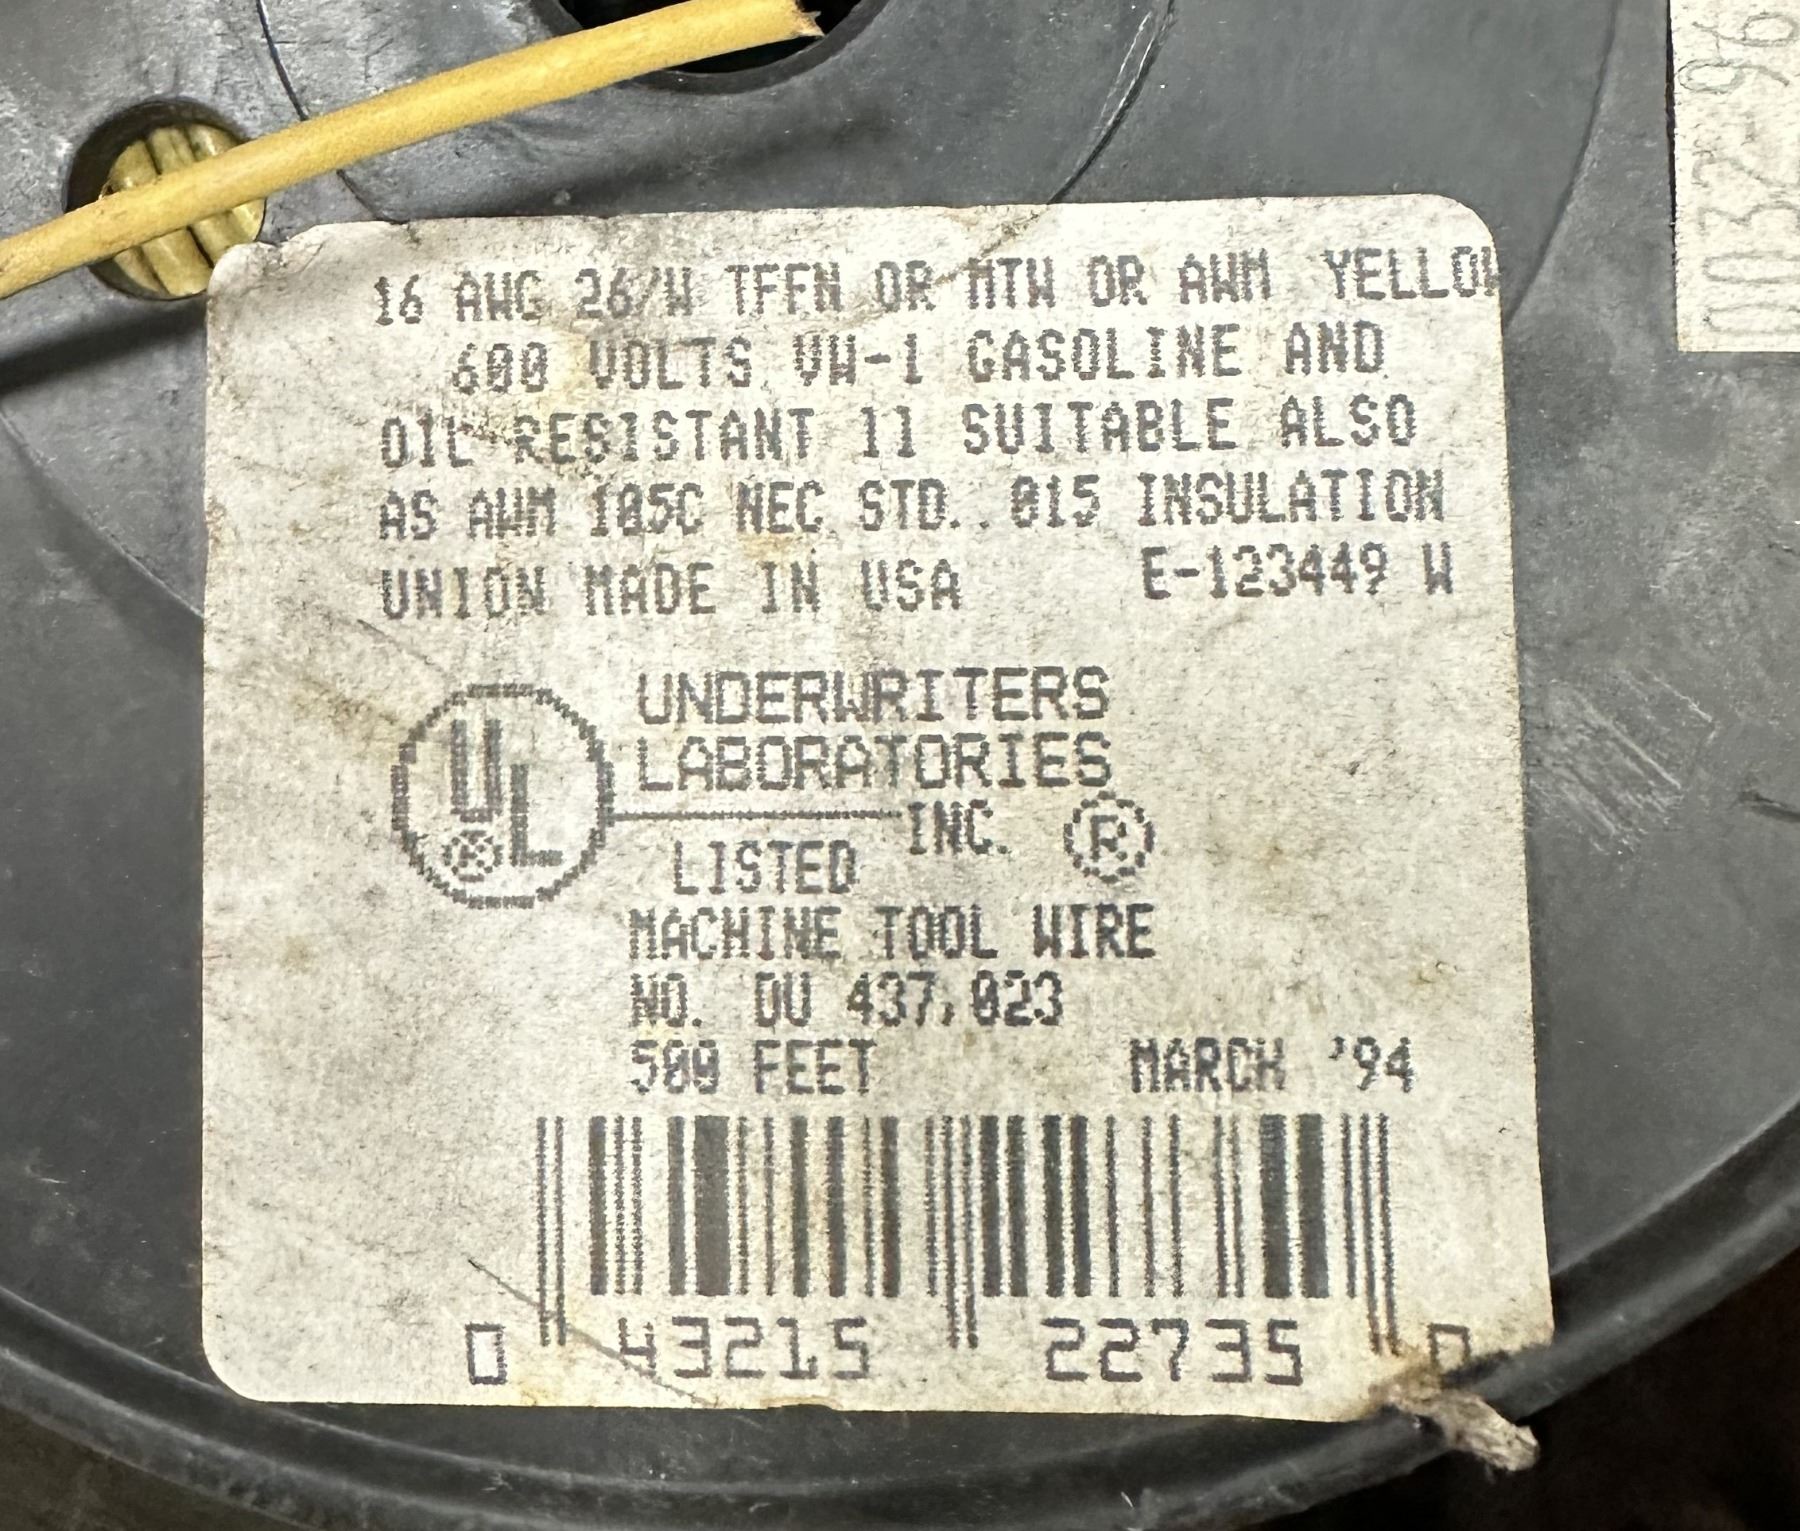 0032-96
16 AWG 26/W TFFN OR MTW OR AWM YELLOW
600 VOLTS VW-1 GASOLINE AND
OIL RESISTANT 11 SUITABLE ALSO
AS AWM 105C NEC STD. .015 INSULATION
UNION MADE IN USA E-123449 W
UL ®
UNDERWRITERS
LABORATORIES
INC. ®
LISTED
MACHINE TOOL WIRE
NO. DU 437,023
500 FEET MARCH '94
0 43215 22735 0